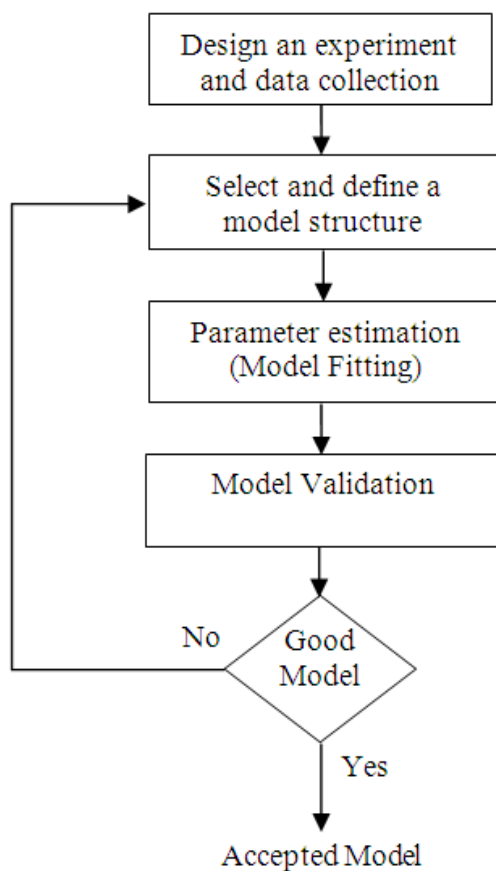 Design an experiment
and data collection
Select and define a
model structure
Parameter estimation
(Model Fitting)
Model Validation
No
Good
Model
Yes
Accepted Model